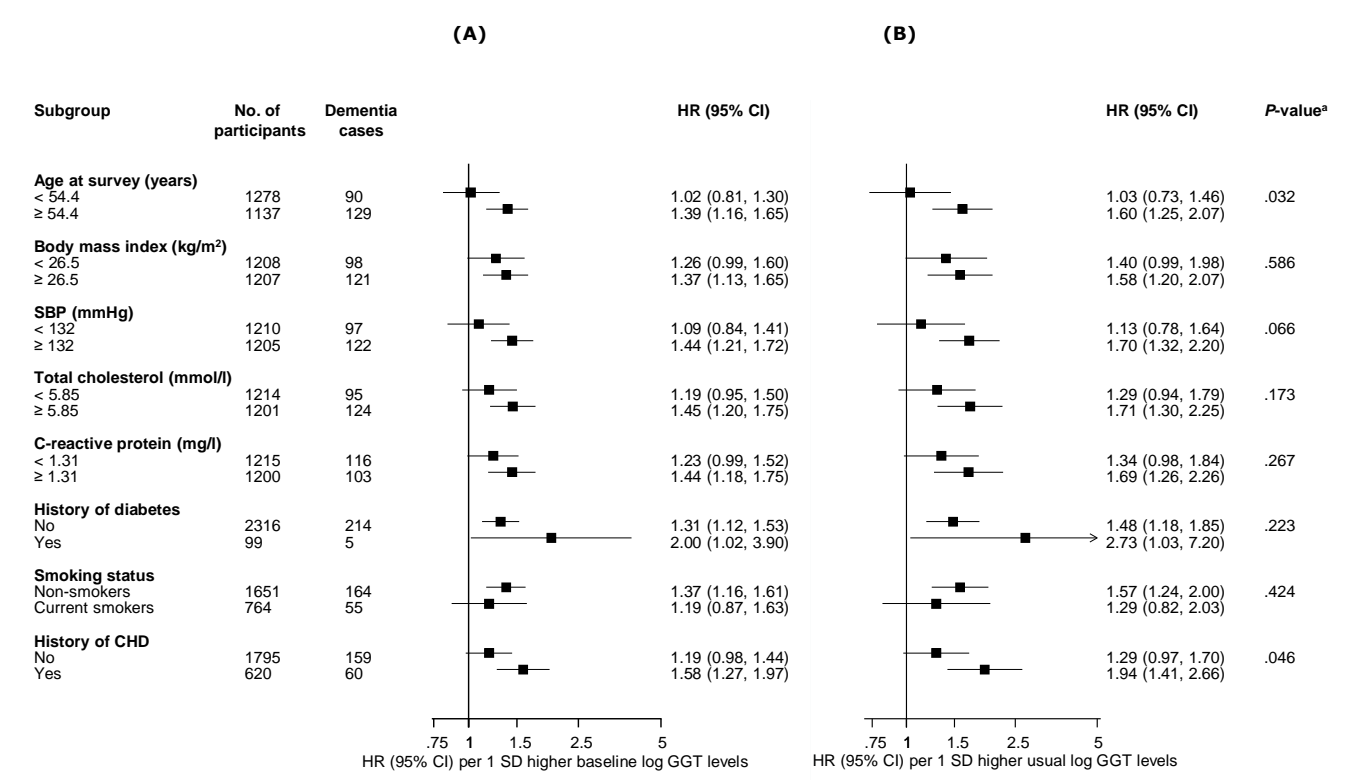 (A) (B)
Subgroup No. of participants Dementia cases HR (95% CI) HR (95% CI) P-valueᵃ
Age at survey (years)
< 54.4 1278 90 1.02 (0.81, 1.30) 1.03 (0.73, 1.46) .032
≥ 54.4 1137 129 1.39 (1.16, 1.65) 1.60 (1.25, 2.07)
Body mass index (kg/m²)
< 26.5 1208 98 1.26 (0.99, 1.60) 1.40 (0.99, 1.98) .586
≥ 26.5 1207 121 1.37 (1.13, 1.65) 1.58 (1.20, 2.07)
SBP (mmHg)
< 132 1210 97 1.09 (0.84, 1.41) 1.13 (0.78, 1.64) .066
≥ 132 1205 122 1.44 (1.21, 1.72) 1.70 (1.32, 2.20)
Total cholesterol (mmol/l)
< 5.85 1214 95 1.19 (0.95, 1.50) 1.29 (0.94, 1.79) .173
≥ 5.85 1201 124 1.45 (1.20, 1.75) 1.71 (1.30, 2.25)
C-reactive protein (mg/l)
< 1.31 1215 116 1.23 (0.99, 1.52) 1.34 (0.98, 1.84) .267
≥ 1.31 1200 103 1.44 (1.18, 1.75) 1.69 (1.26, 2.26)
History of diabetes
No 2316 214 1.31 (1.12, 1.53) 1.48 (1.18, 1.85) .223
Yes 99 5 2.00 (1.02, 3.90) 2.73 (1.03, 7.20)
Smoking status
Non-smokers 1651 164 1.37 (1.16, 1.61) 1.57 (1.24, 2.00) .424
Current smokers 764 55 1.19 (0.87, 1.63) 1.29 (0.82, 2.03)
History of CHD
No 1795 159 1.19 (0.98, 1.44) 1.29 (0.97, 1.70) .046
Yes 620 60 1.58 (1.27, 1.97) 1.94 (1.41, 2.66)
.75 1 1.5 2.5 5 .75 1 1.5 2.5 5
HR (95% CI) per 1 SD higher baseline log GGT levels HR (95% CI) per 1 SD higher usual log GGT levels